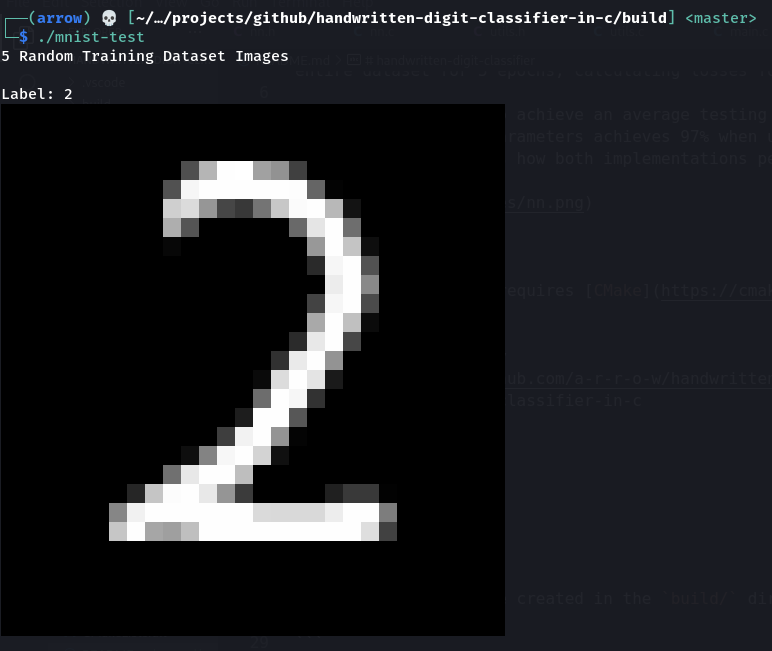 ┌──(arrow) 💀 [~/…/projects/github/handwritten-digit-classifier-in-c/build] <master>
└─$ ./mnist-test
5 Random Training Dataset Images
Label: 2
achieve an average testing
rameters achieves 97% when
how both implementations pe
s/nn.png)
equires [CMake](https://cmak
ub.com/a-r-r-o-w/handwritten
lassifier-in-c
created in the `build/` di